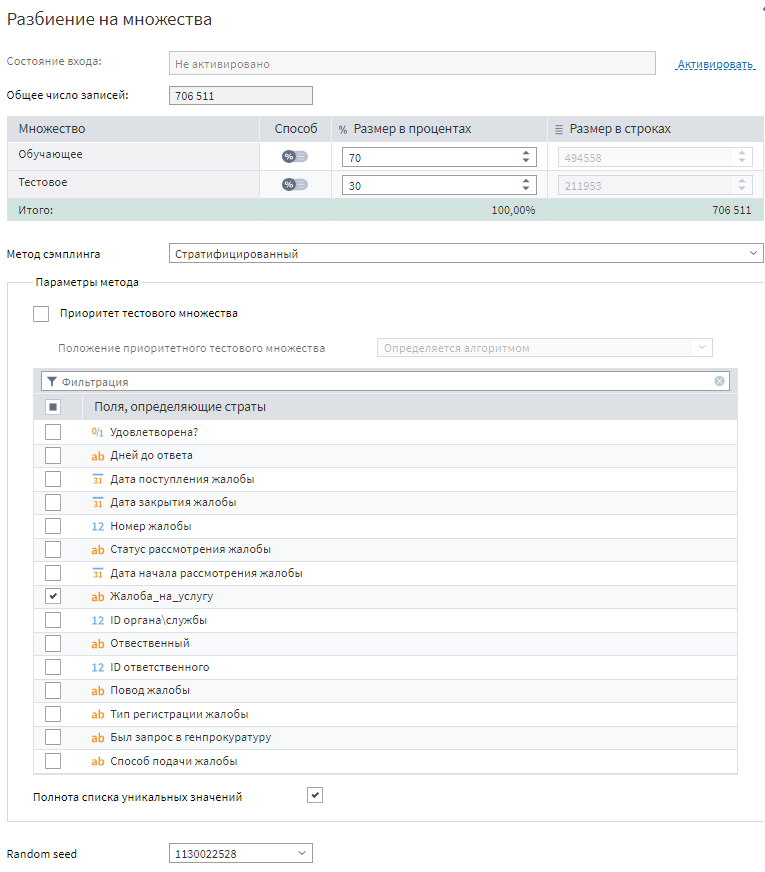 Разбиение на множества
Состояние входа: Не активировано Активировать
Общее число записей: 706 511
Множество Способ % Размер в процентах Размер в строках
Обучающее % 70 494558
Тестовое % 30 211953
Итого: 100,00% 706 511
Метод сэмплинга Стратифицированный
Параметры метода
Приоритет тестового множества
Положение приоритетного тестового множества Определяется алгоритмом
Фильтрация
Поля, определяющие страты
0/1 Удовлетворена?
ab Дней до ответа
31 Дата поступления жалобы
31 Дата закрытия жалобы
12 Номер жалобы
ab Статус рассмотрения жалобы
31 Дата начала рассмотрения жалобы
ab Жалоба_на_услугу
12 ID органа\службы
ab Отвественный
12 ID ответственного
ab Повод жалобы
ab Тип регистрации жалобы
ab Был запрос в генпрокуратуру
ab Способ подачи жалобы
Полнота списка уникальных значений
Random seed 1130022528